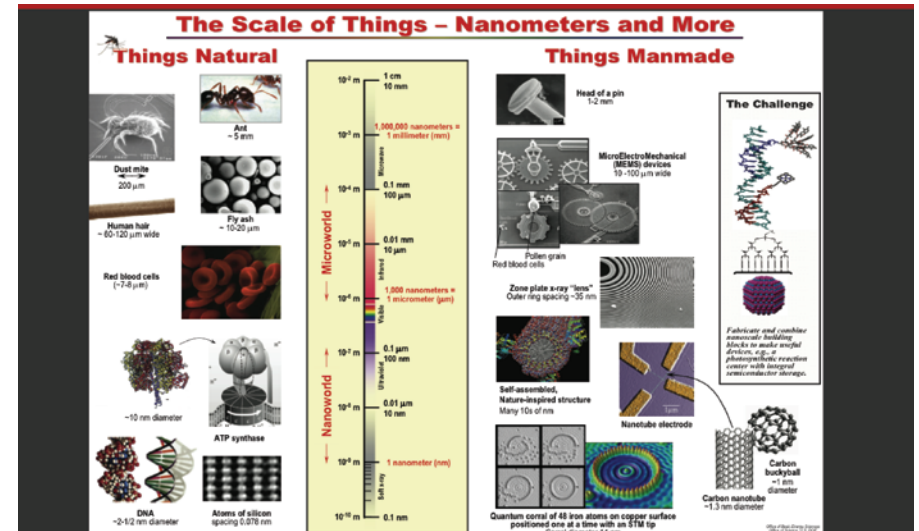 The Scale of Things – Nanometers and More
Things Natural
Things Manmade
Ant
~ 5 mm
Dust mite
200 μm
Human hair
~ 60-120 μm wide
Fly ash
~ 10-20 μm
Red blood cells
(~7-8 μm)
~10 nm diameter
ATP synthase
DNA
~2-1/2 nm diameter
Atoms of silicon
spacing 0.078 nm
Microworld
Nanoworld
10⁻² m
1 cm
10 mm
10⁻³ m
1,000,000 nanometers =
1 millimeter (mm)
Microwave
10⁻⁴ m
0.1 mm
100 μm
10⁻⁵ m
0.01 mm
10 μm
Infrared
10⁻⁶ m
1,000 nanometers =
1 micrometer (μm)
Visible
10⁻⁷ m
0.1 μm
100 nm
Ultraviolet
10⁻⁸ m
0.01 μm
10 nm
10⁻⁹ m
1 nanometer (nm)
Soft x-ray
10⁻¹⁰ m
0.1 nm
Head of a pin
1-2 mm
MicroElectroMechanical
(MEMS) devices
10 -100 μm wide
Pollen grain
Red blood cells
Zone plate x-ray "lens"
Outer ring spacing ~35 nm
Self-assembled,
Nature-inspired structure
Many 10s of nm
Nanotube electrode
Quantum corral of 48 iron atoms on copper surface
positioned one at a time with an STM tip
Carbon nanotube
~1.3 nm diameter
Carbon
buckyball
~1 nm
diameter
The Challenge
Fabricate and combine
nanoscale building
blocks to make useful
devices, e.g., a
photosynthetic reaction
center with integral
semiconductor storage.